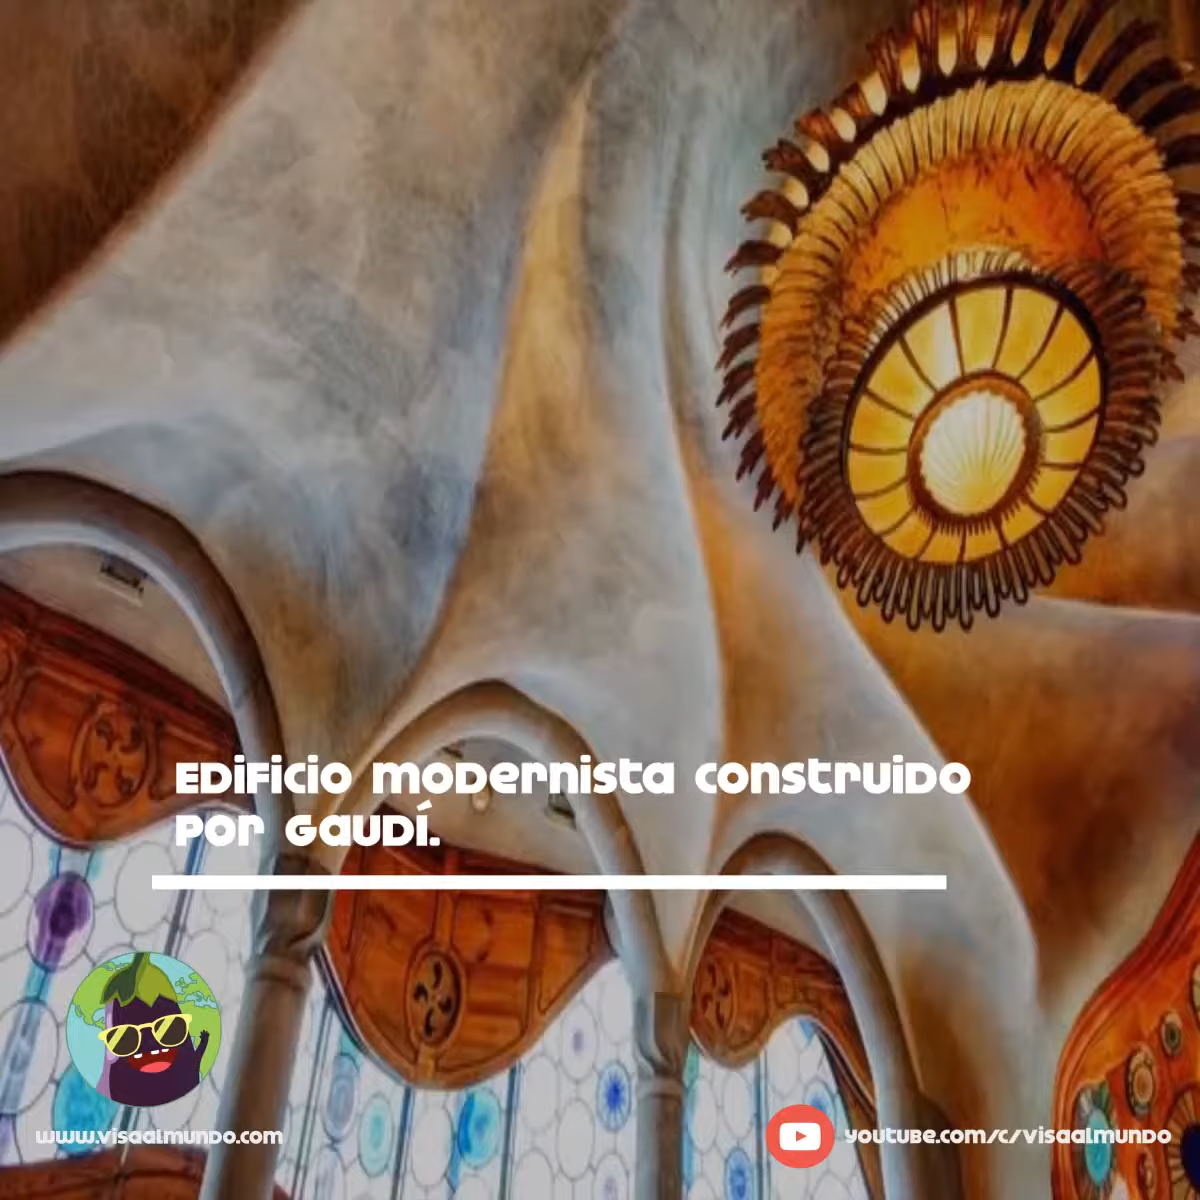 Edificio modernista construido
por Gaudí.
www.visaalmundo.com
youtube.com/c/visaalmundo